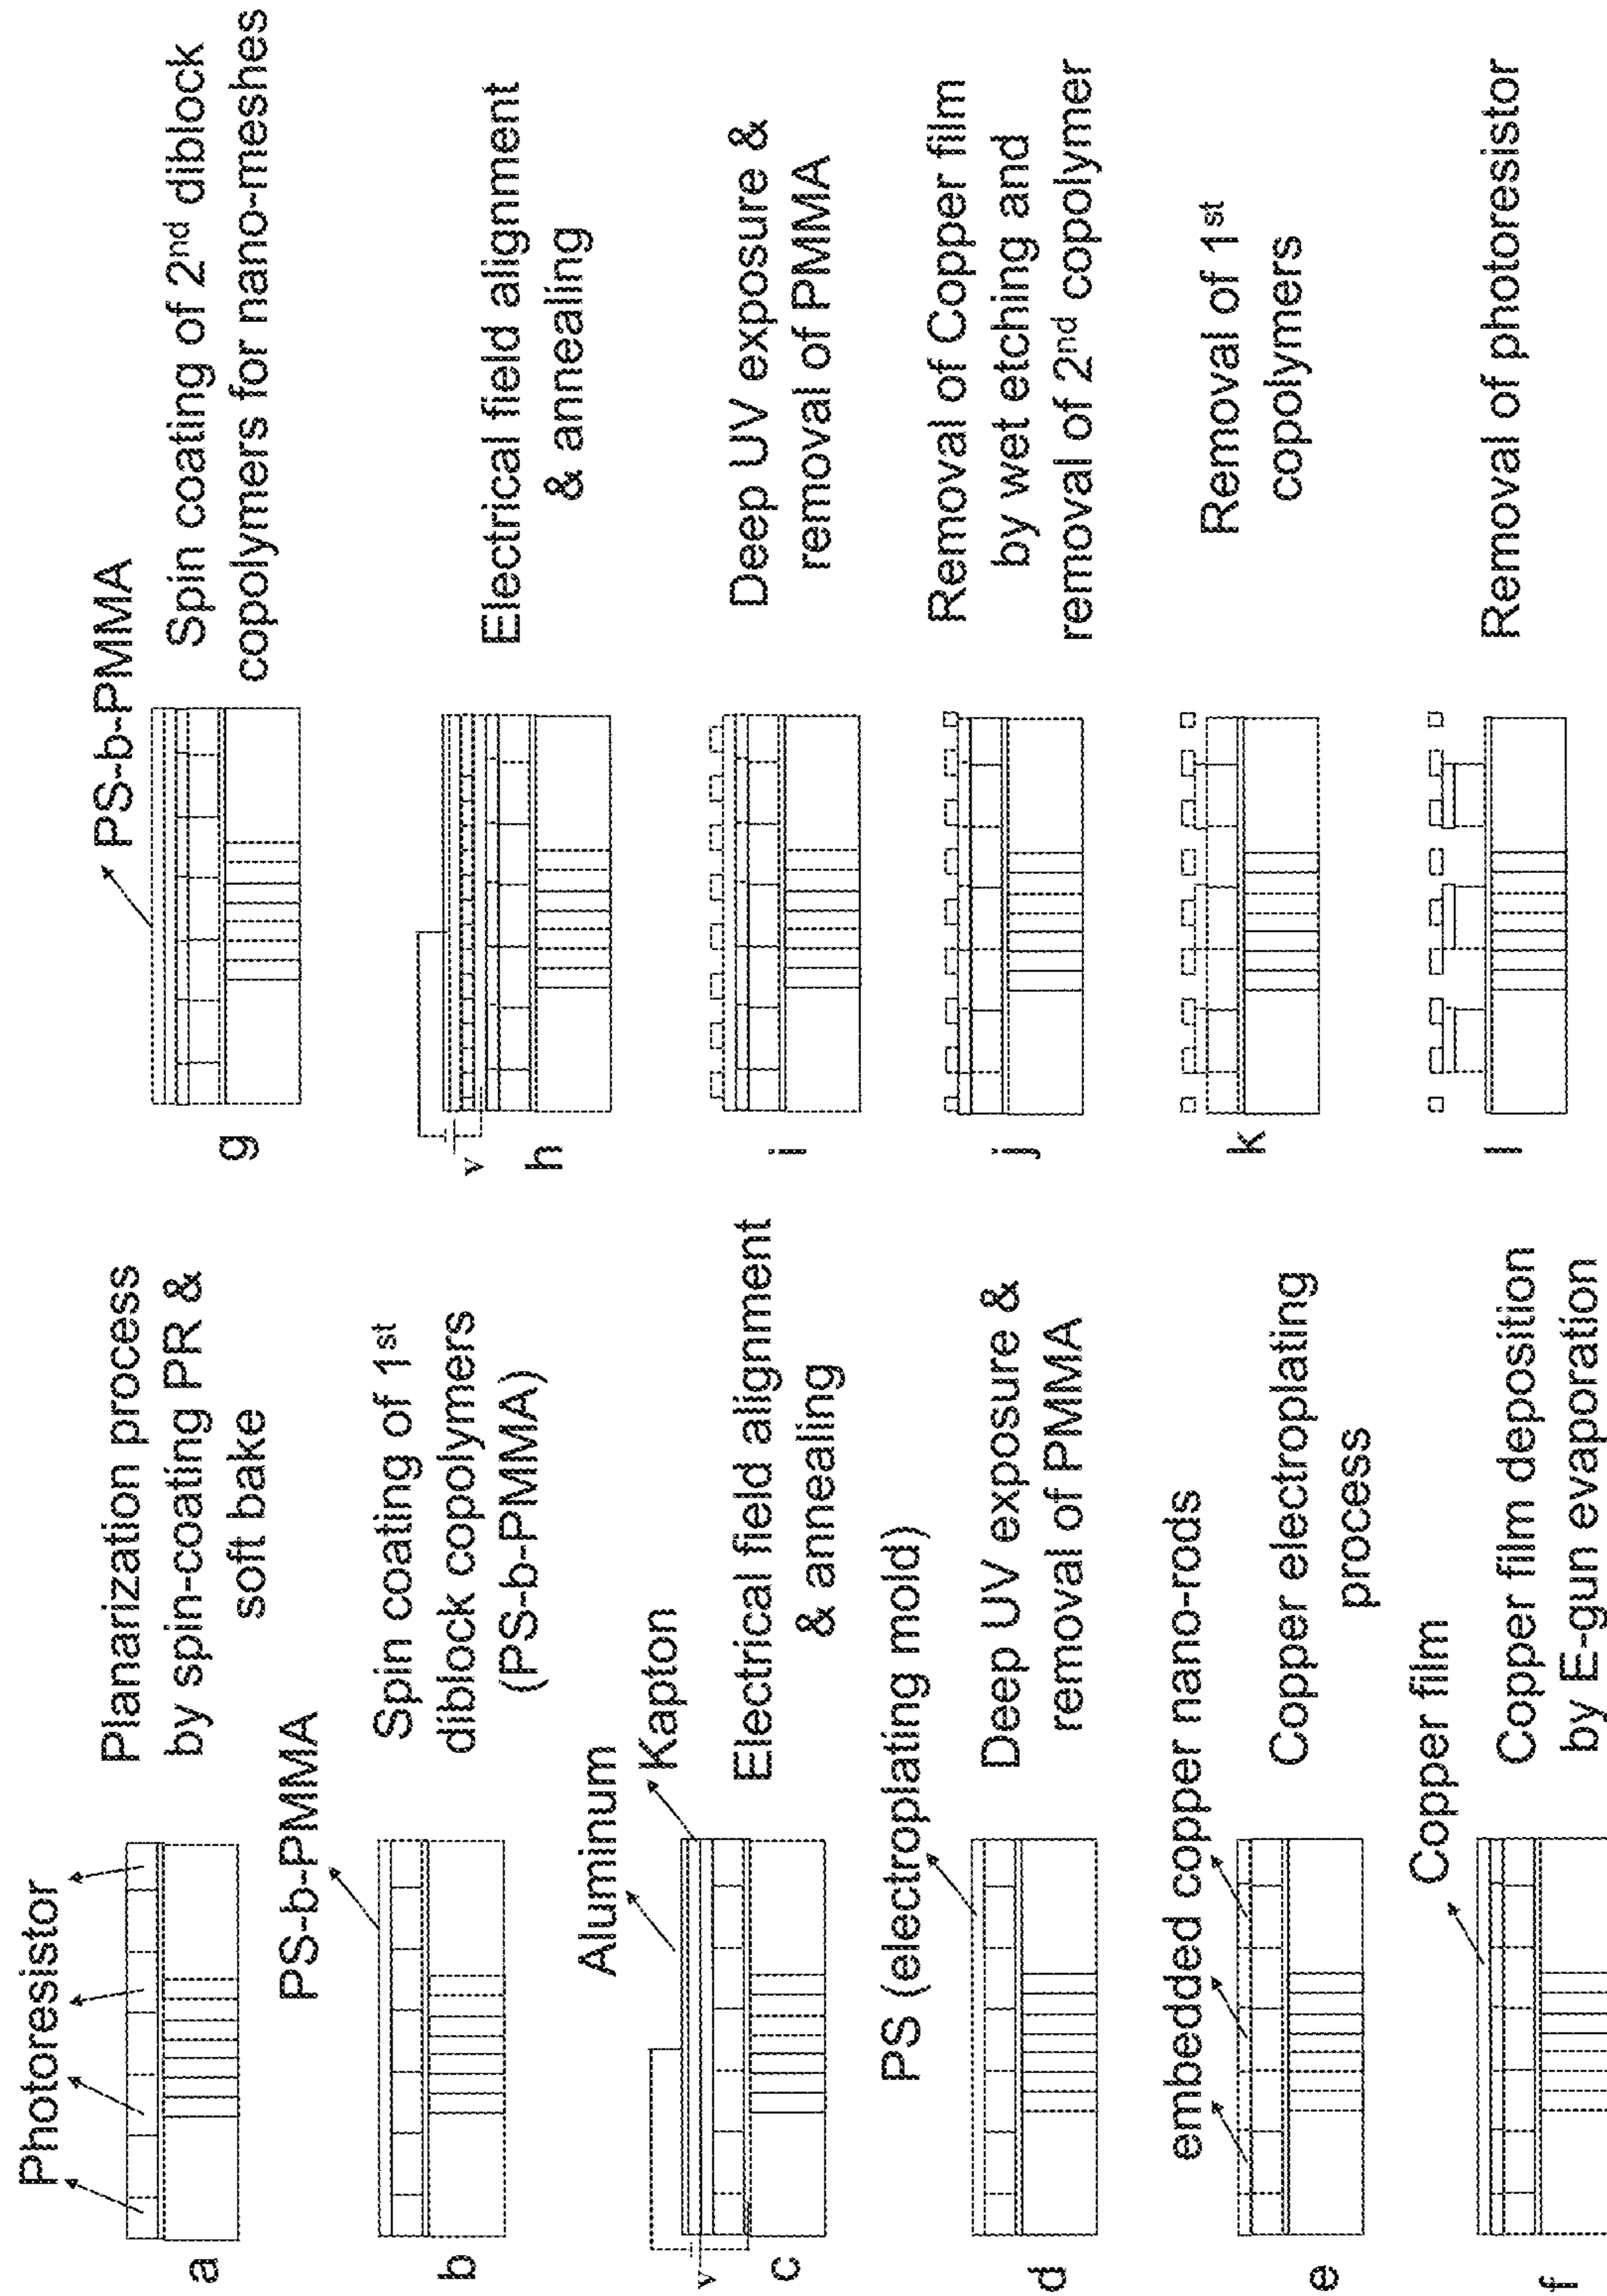 Photoresistor
a
Planarization process
by spin-coating PR &
soft bake
PS-b-PMMA
b
Spin coating of 1st
diblock copolymers
(PS-b-PMMA)
Aluminum
Kapton
V
c
Electrical field alignment
& annealing
PS (electroplating mold)
d
Deep UV exposure &
removal of PMMA
embedded copper nano-rods
e
Copper electroplating
process
Copper film
f
Copper film deposition
by E-gun evaporation
PS-b-PMMA
g
Spin coating of 2nd diblock
copolymers for nano-meshes
V
h
Electrical field alignment
& annealing
i
Deep UV exposure &
removal of PMMA
j
Removal of Copper film
by wet etching and
removal of 2nd copolymer
k
Removal of 1st
copolymers
l
Removal of photoresistor